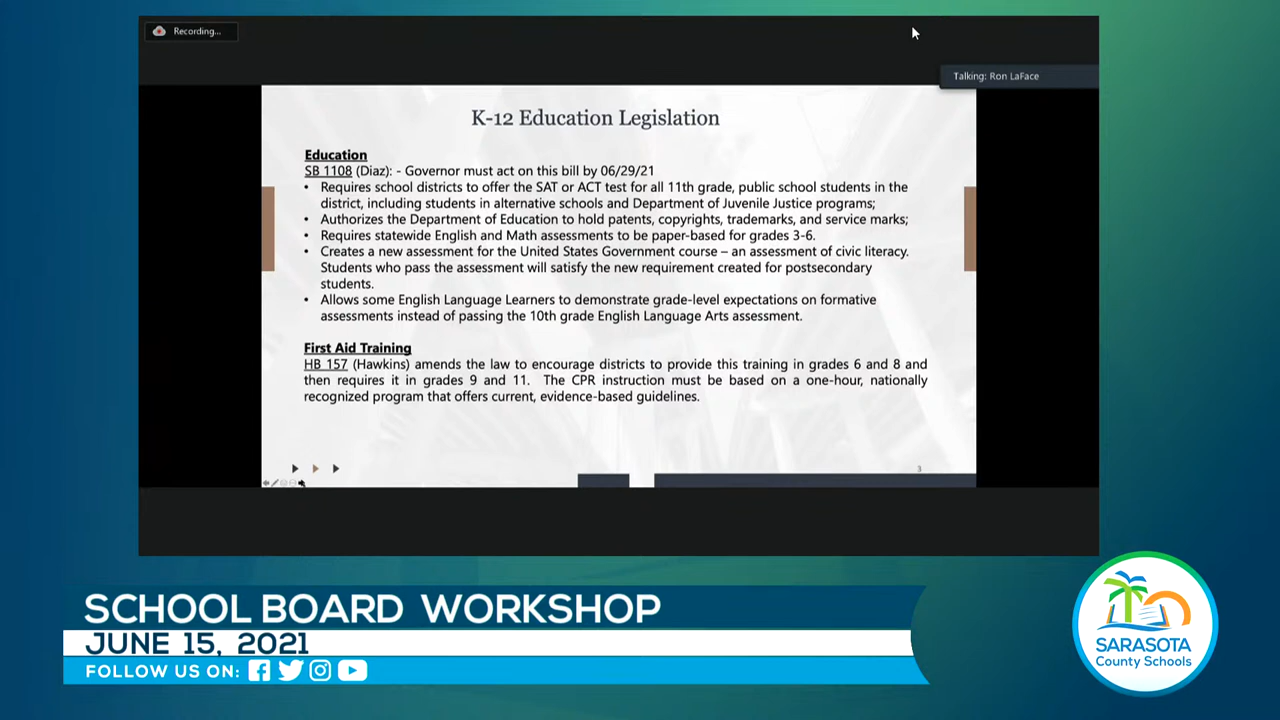 Recording...
Talking: Ron LaFace
K-12 Education Legislation
Education
SB 1108 (Diaz): - Governor must act on this bill by 06/29/21
• Requires school districts to offer the SAT or ACT test for all 11th grade, public school students in the
district, including students in alternative schools and Department of Juvenile Justice programs;
• Authorizes the Department of Education to hold patents, copyrights, trademarks, and service marks;
• Requires statewide English and Math assessments to be paper-based for grades 3-6.
• Creates a new assessment for the United States Government course – an assessment of civic literacy.
Students who pass the assessment will satisfy the new requirement created for postsecondary
students.
• Allows some English Language Learners to demonstrate grade-level expectations on formative
assessments instead of passing the 10th grade English Language Arts assessment.
First Aid Training
HB 157 (Hawkins) amends the law to encourage districts to provide this training in grades 6 and 8 and
then requires it in grades 9 and 11. The CPR instruction must be based on a one-hour, nationally
recognized program that offers current, evidence-based guidelines.
3
SCHOOL BOARD WORKSHOP
JUNE 15, 2021
FOLLOW US ON:
SARASOTA
County Schools